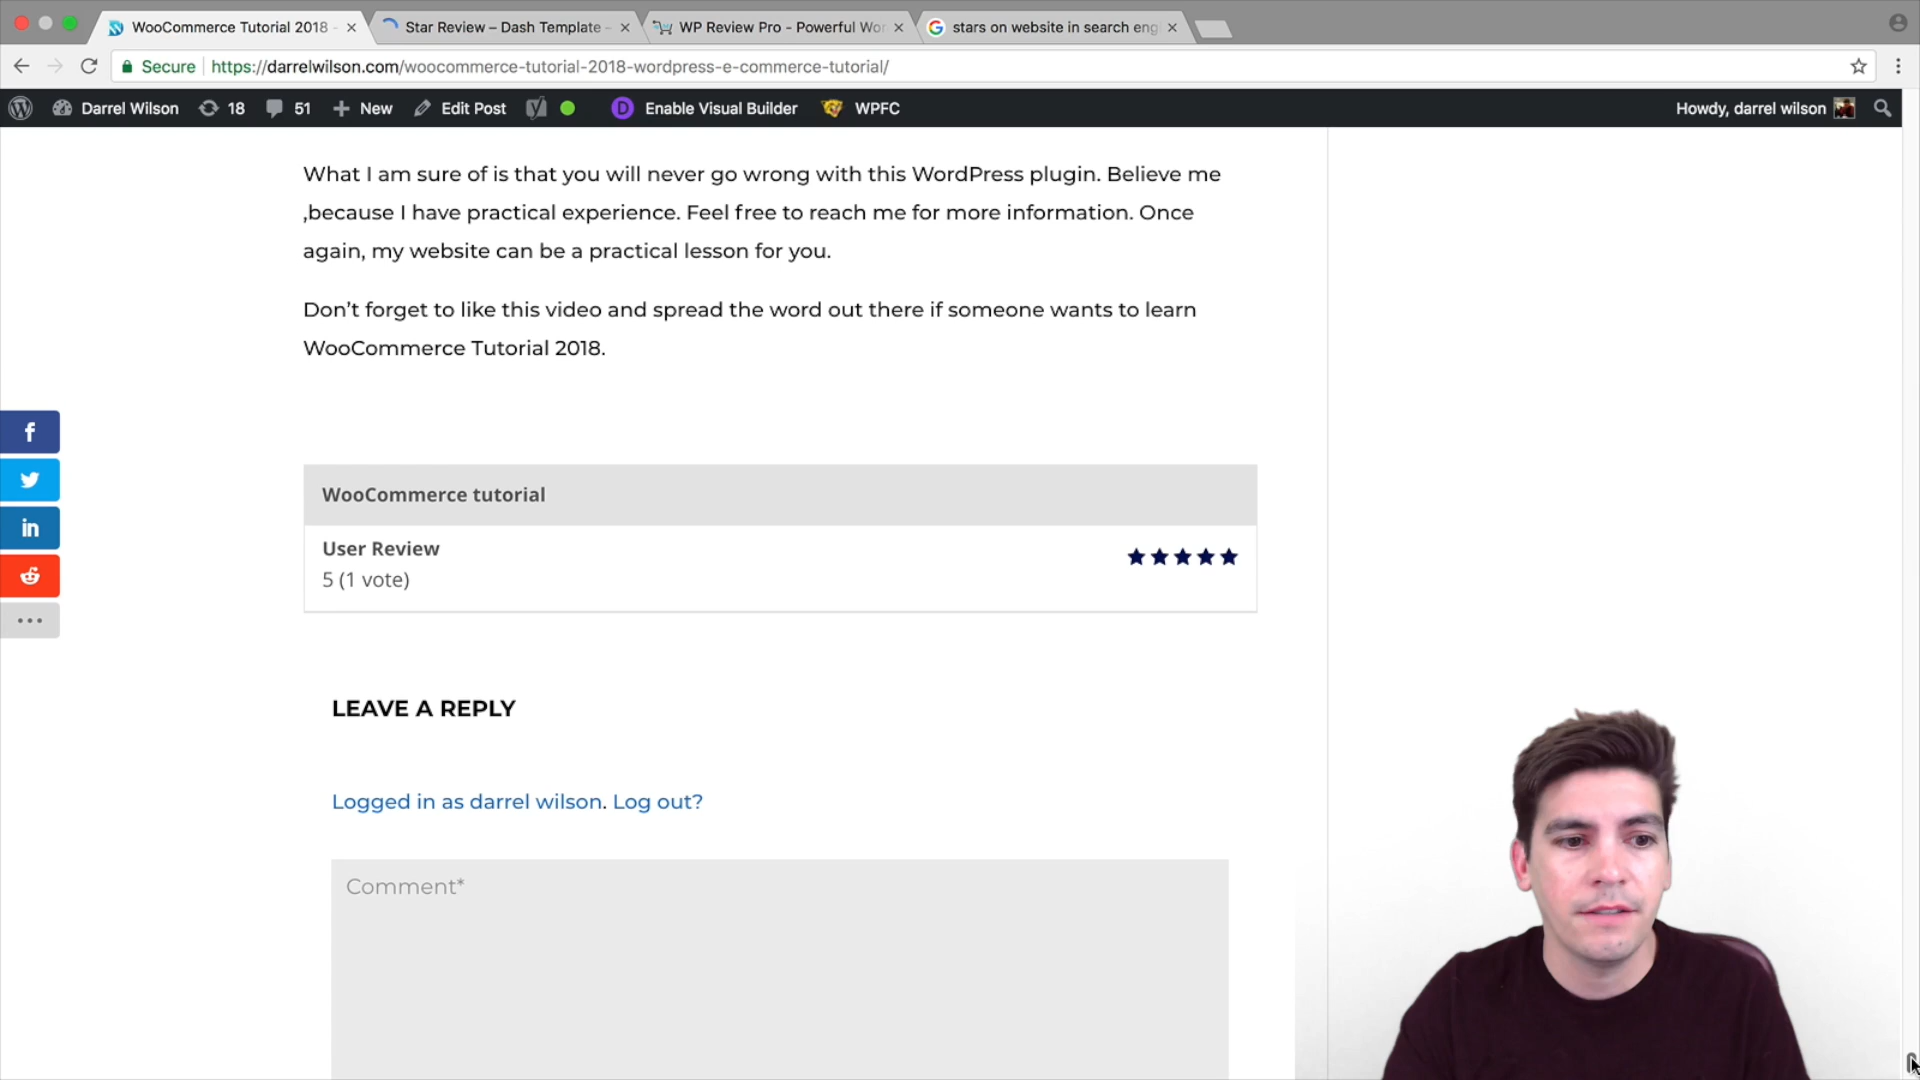 WooCommerce Tutorial 2018 -
Star Review – Dash Template –
WP Review Pro - Powerful Wor
stars on website in search eng
Secure
https://darrelwilson.com/woocommerce-tutorial-2018-wordpress-e-commerce-tutorial/
Darrel Wilson 18 51 New Edit Post D Enable Visual Builder WPFC Howdy, darrel wilson
What I am sure of is that you will never go wrong with this WordPress plugin. Believe me
,because I have practical experience. Feel free to reach me for more information. Once
again, my website can be a practical lesson for you.
Don’t forget to like this video and spread the word out there if someone wants to learn
WooCommerce Tutorial 2018.
WooCommerce tutorial
User Review
5 (1 vote)
LEAVE A REPLY
Logged in as darrel wilson. Log out?
Comment*